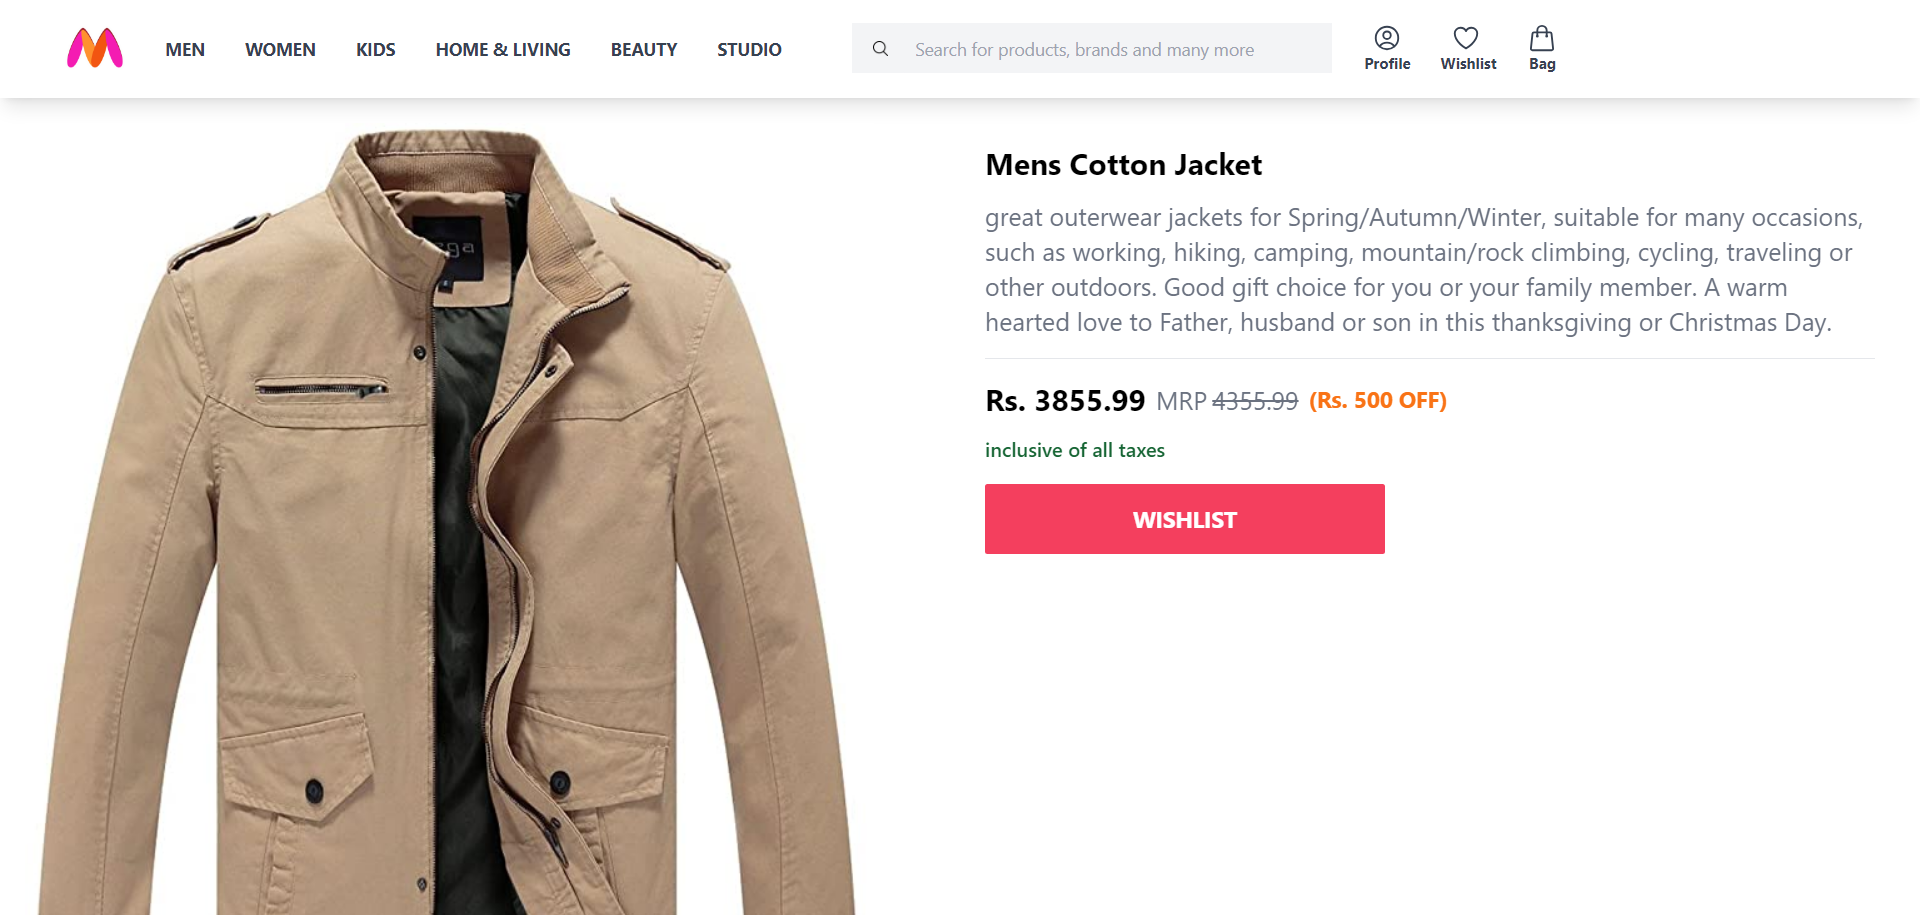 MEN WOMEN KIDS HOME & LIVING BEAUTY STUDIO Search for products, brands and many more Profile Wishlist Bag
Mens Cotton Jacket
great outerwear jackets for Spring/Autumn/Winter, suitable for many occasions,
such as working, hiking, camping, mountain/rock climbing, cycling, traveling or
other outdoors. Good gift choice for you or your family member. A warm
hearted love to Father, husband or son in this thanksgiving or Christmas Day.
Rs. 3855.99 MRP 4355.99 (Rs. 500 OFF)
inclusive of all taxes
WISHLIST